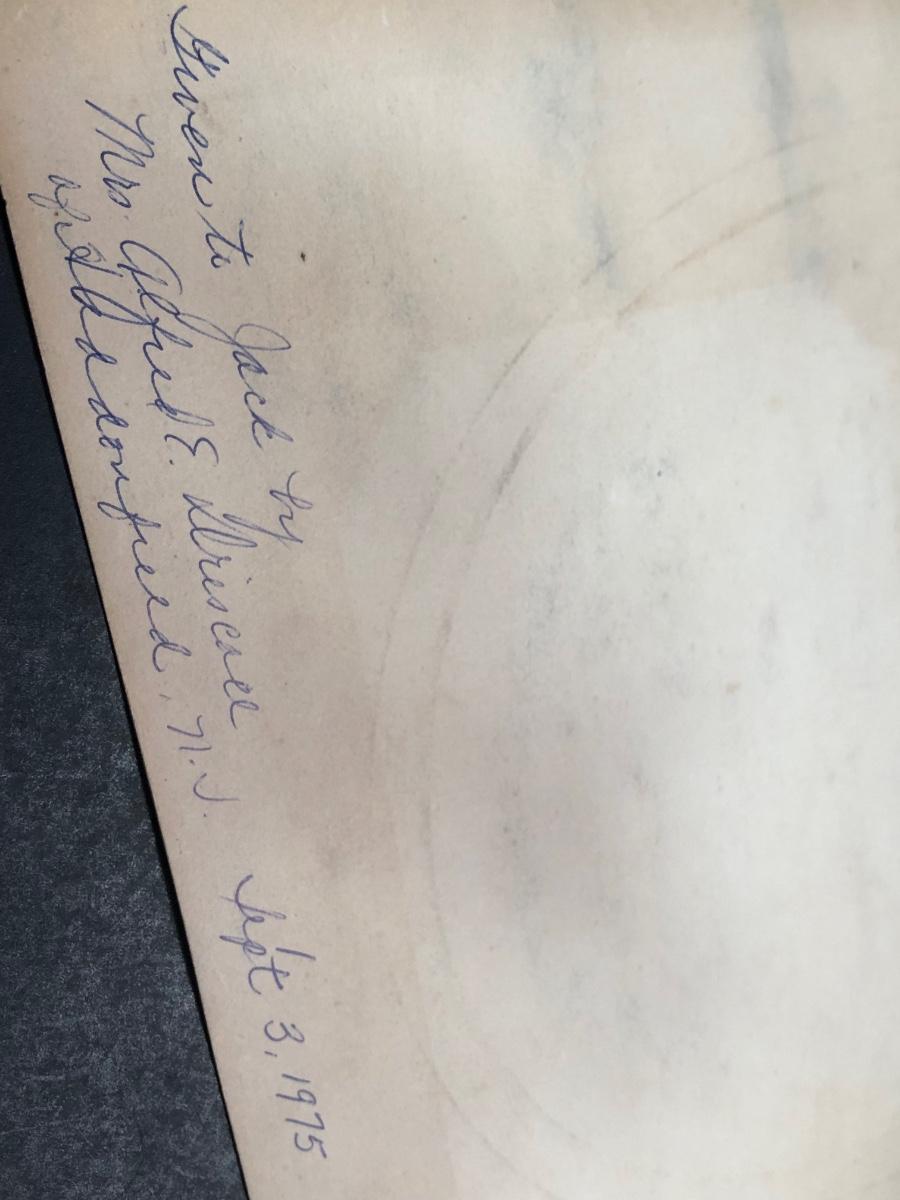 Given to Jack by
Mrs. Alfred E. Driscoll
of Haddonfield, N.J. Sept 3, 1975